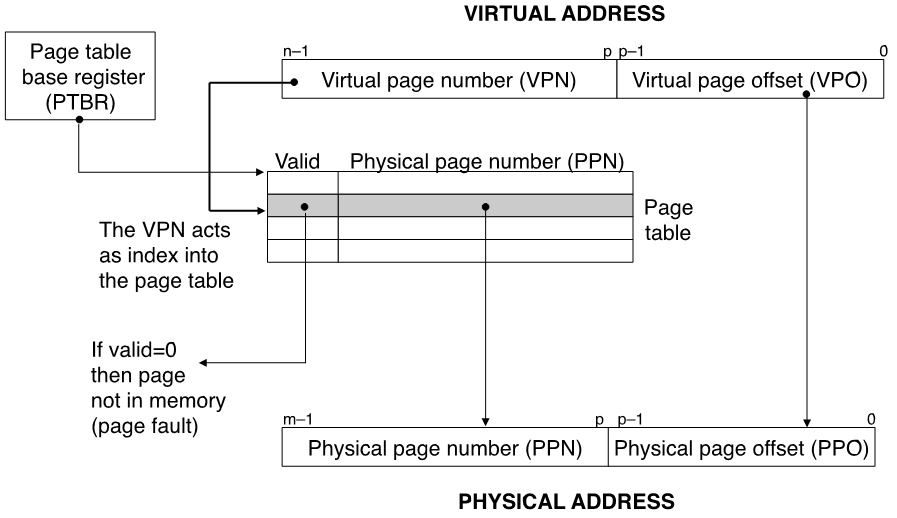 VIRTUAL ADDRESS
Page table
base register
(PTBR)
n–1
p p–1
0
Virtual page number (VPN)
Virtual page offset (VPO)
Valid
Physical page number (PPN)
Page
table
The VPN acts
as index into
the page table
If valid=0
then page
not in memory
(page fault)
m–1
p p–1
0
Physical page number (PPN)
Physical page offset (PPO)
PHYSICAL ADDRESS